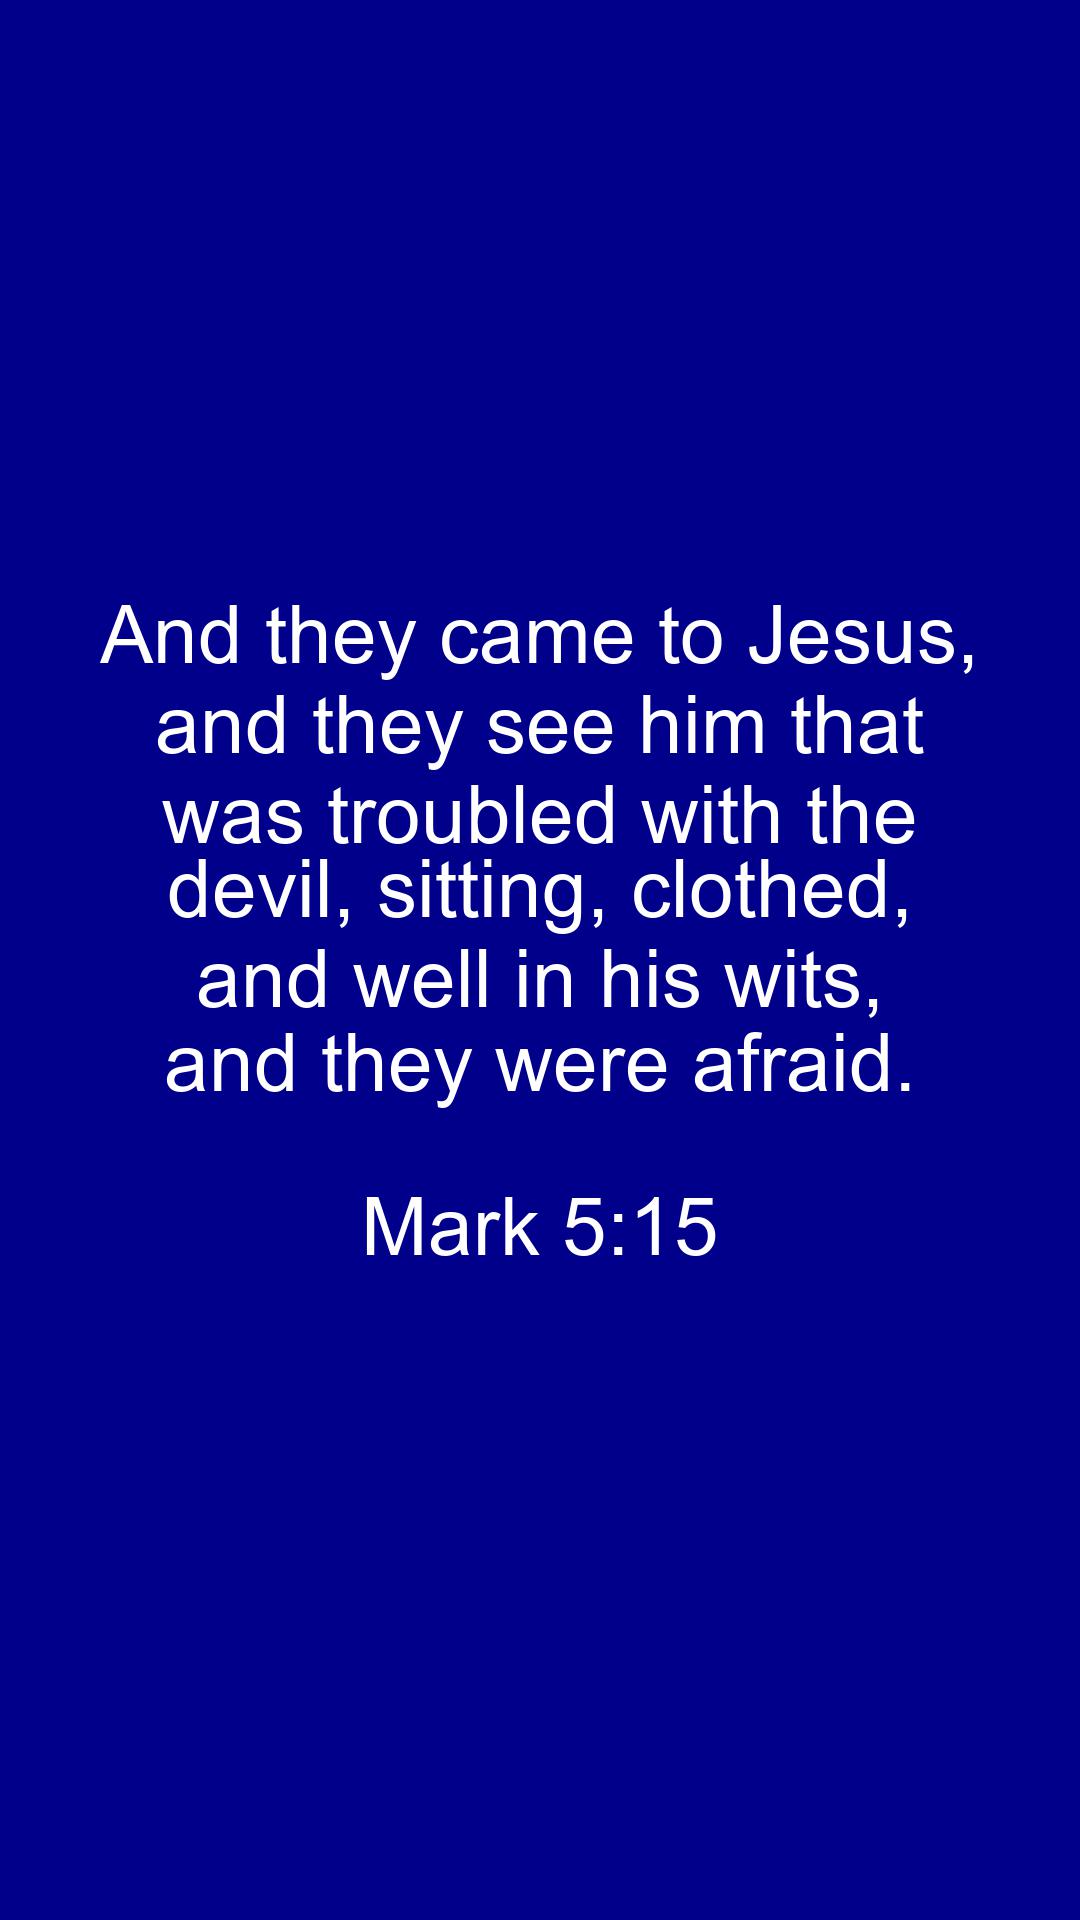 And they came to Jesus,
and they see him that
was troubled with the
devil, sitting, clothed,
and well in his wits,
and they were afraid.
Mark 5:15